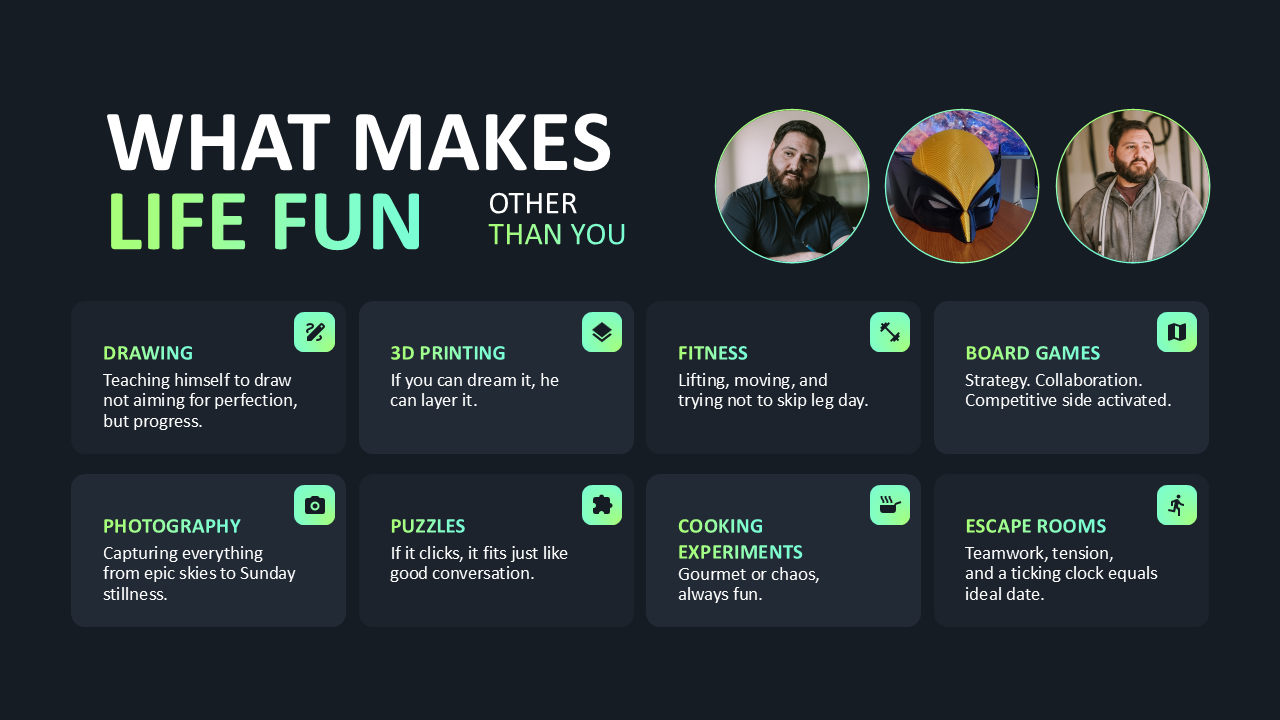 WHAT MAKES
LIFE FUN
OTHER
THAN YOU
DRAWING
Teaching himself to draw
not aiming for perfection,
but progress.
3D PRINTING
If you can dream it, he
can layer it.
FITNESS
Lifting, moving, and
trying not to skip leg day.
BOARD GAMES
Strategy. Collaboration.
Competitive side activated.
PHOTOGRAPHY
Capturing everything
from epic skies to Sunday
stillness.
PUZZLES
If it clicks, it fits just like
good conversation.
COOKING
EXPERIMENTS
Gourmet or chaos,
always fun.
ESCAPE ROOMS
Teamwork, tension,
and a ticking clock equals
ideal date.